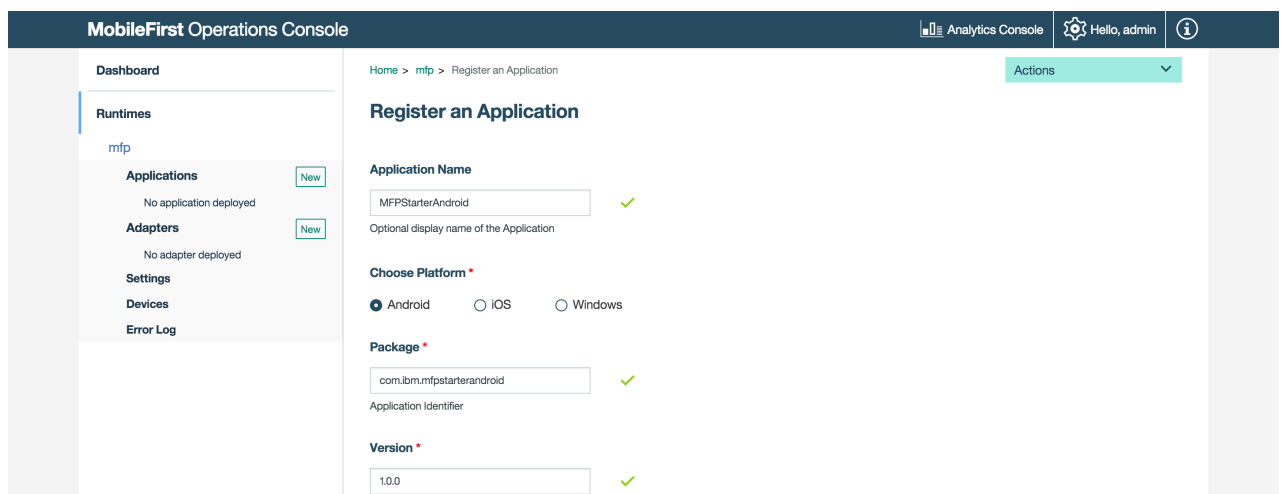 MobileFirst Operations Console
Analytics Console
Hello, admin
Dashboard
Runtimes
mfp
Applications New
No application deployed
Adapters New
No adapter deployed
Settings
Devices
Error Log
Home > mfp > Register an Application
Actions
Register an Application
Application Name
MFPStarterAndroid
Optional display name of the Application
Choose Platform *
Android iOS Windows
Package *
com.ibm.mfpstarterandroid
Application Identifier
Version *
1.0.0